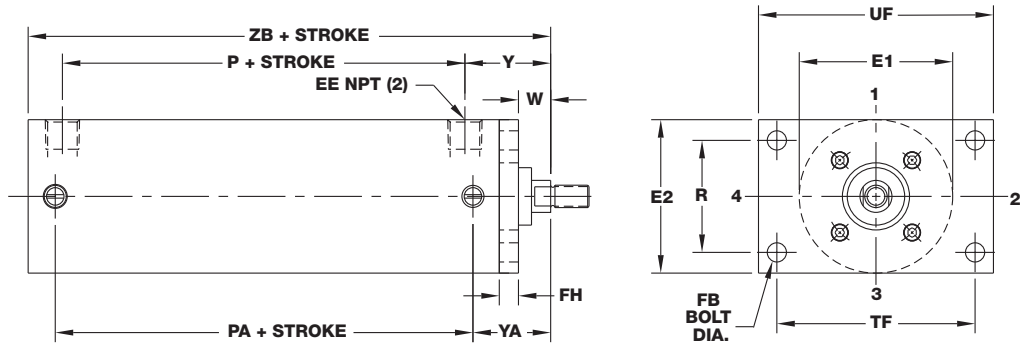 ZB + STROKE
P + STROKE
Y
EE NPT (2)
W
FH
PA + STROKE
YA
UF
E1
1
E2
R
4
2
3
FB
BOLT
DIA.
TF